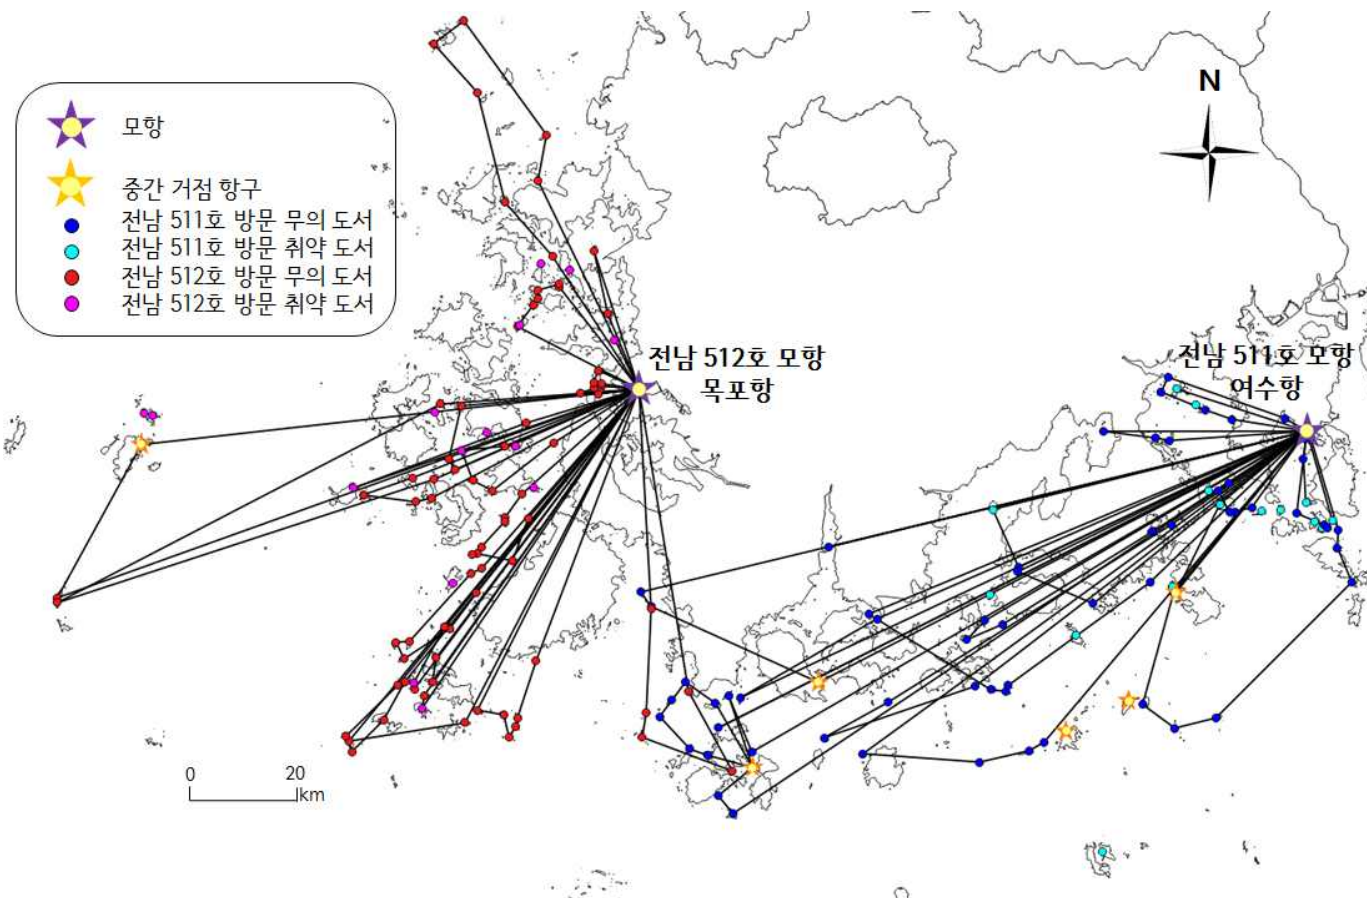 N
모항
중간 거점 항구
전남 511호 방문 무의 도서
전남 511호 방문 취약 도서
전남 512호 방문 무의 도서
전남 512호 방문 취약 도서
전남 512호 모항
목포항
전남 511호 모항
여수항
0 20
km